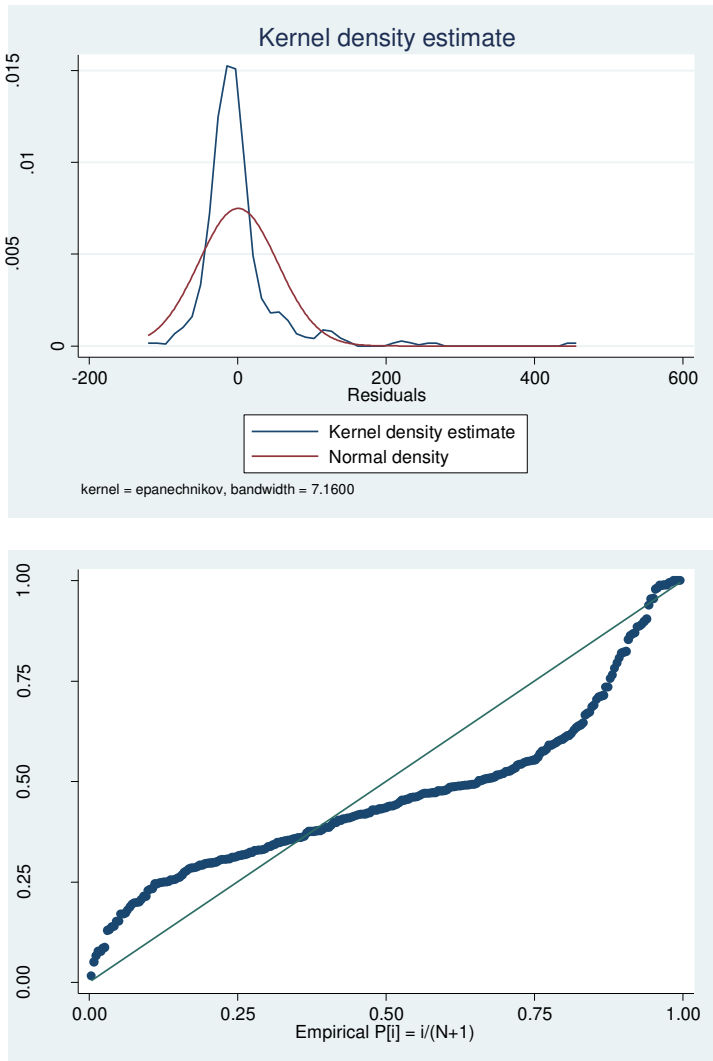 Kernel density estimate
.015
.01
.005
0
-200 0 200 400 600
Residuals
Kernel density estimate
Normal density
kernel = epanechnikov, bandwidth = 7.1600
1.00
0.75
0.50
0.25
0.00
0.00 0.25 0.50 0.75 1.00
Empirical P[i] = i/(N+1)